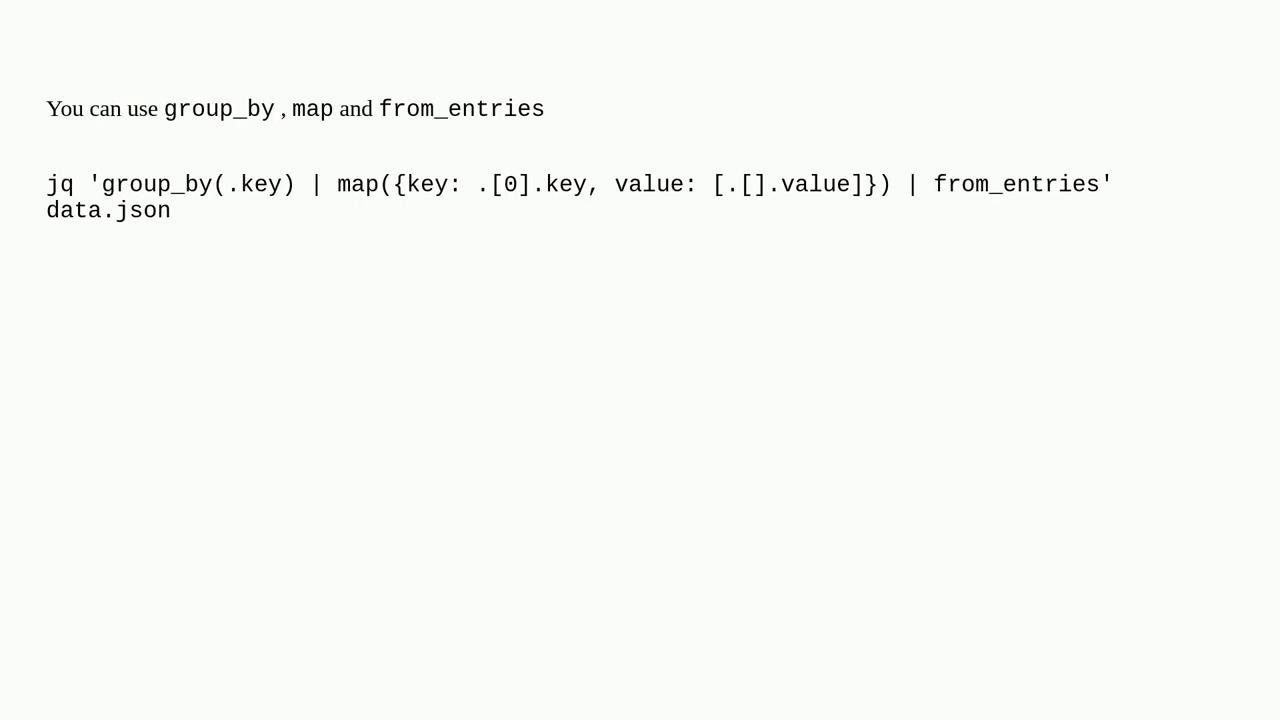 You can use group_by , map and from_entries
jq 'group_by(.key) | map({key: .[0].key, value: [.[].value]}) | from_entries'
data.json